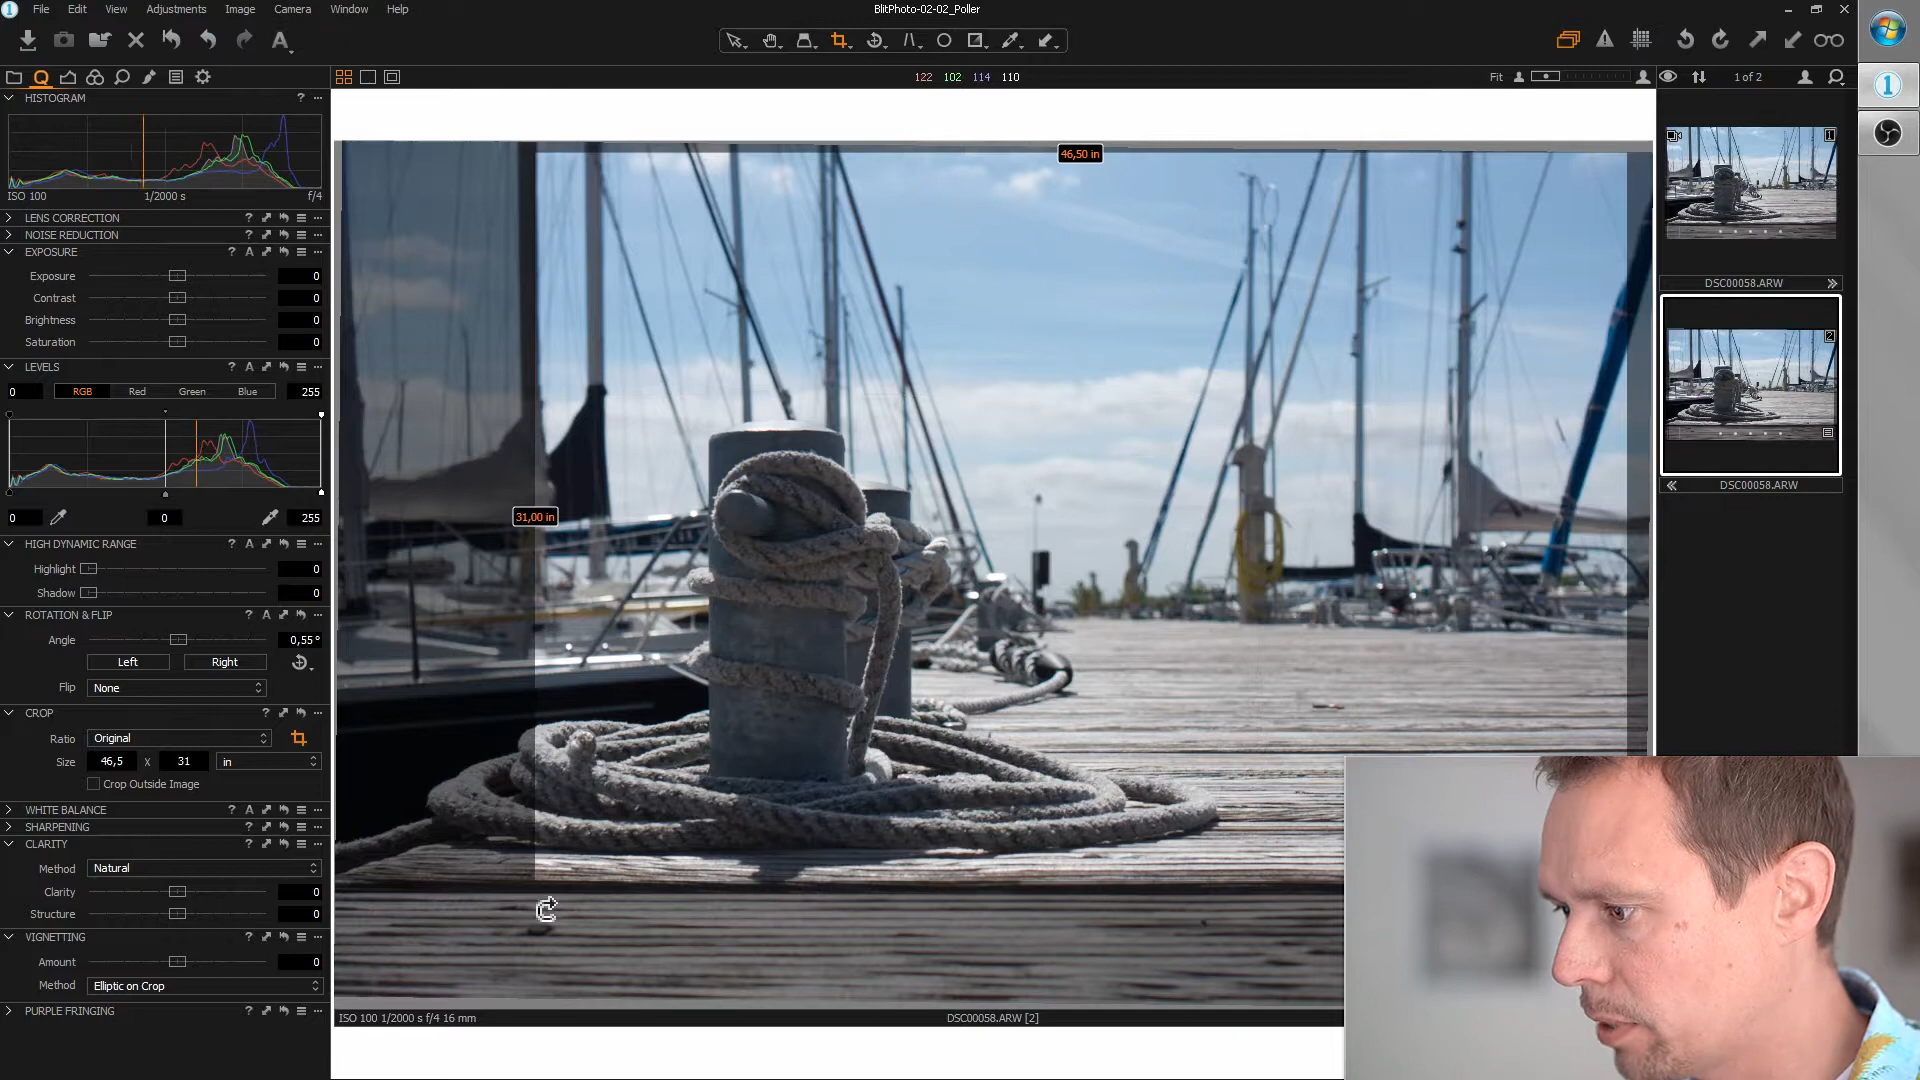 File Edit View Adjustments Image Camera Window Help
BlitPhoto-02-02_Poller
122 102 114 110
Fit
1 of 2
HISTOGRAM
ISO 100 1/2000 s f/4
LENS CORRECTION
NOISE REDUCTION
EXPOSURE
Exposure 0
Contrast 0
Brightness 0
Saturation 0
LEVELS
0 RGB Red Green Blue 255
0 0 255
HIGH DYNAMIC RANGE
Highlight 0
Shadow 0
ROTATION & FLIP
Angle 0,55°
Left Right
Flip None
CROP
Ratio Original
Size 46,5 X 31 in
Crop Outside Image
WHITE BALANCE
SHARPENING
CLARITY
Method Natural
Clarity 0
Structure 0
VIGNETTING
Amount 0
Method Elliptic on Crop
PURPLE FRINGING
46,50 in
31,00 in
ISO 100 1/2000 s f/4 16 mm
DSC00058.ARW [2]
1
DSC00058.ARW
2
DSC00058.ARW